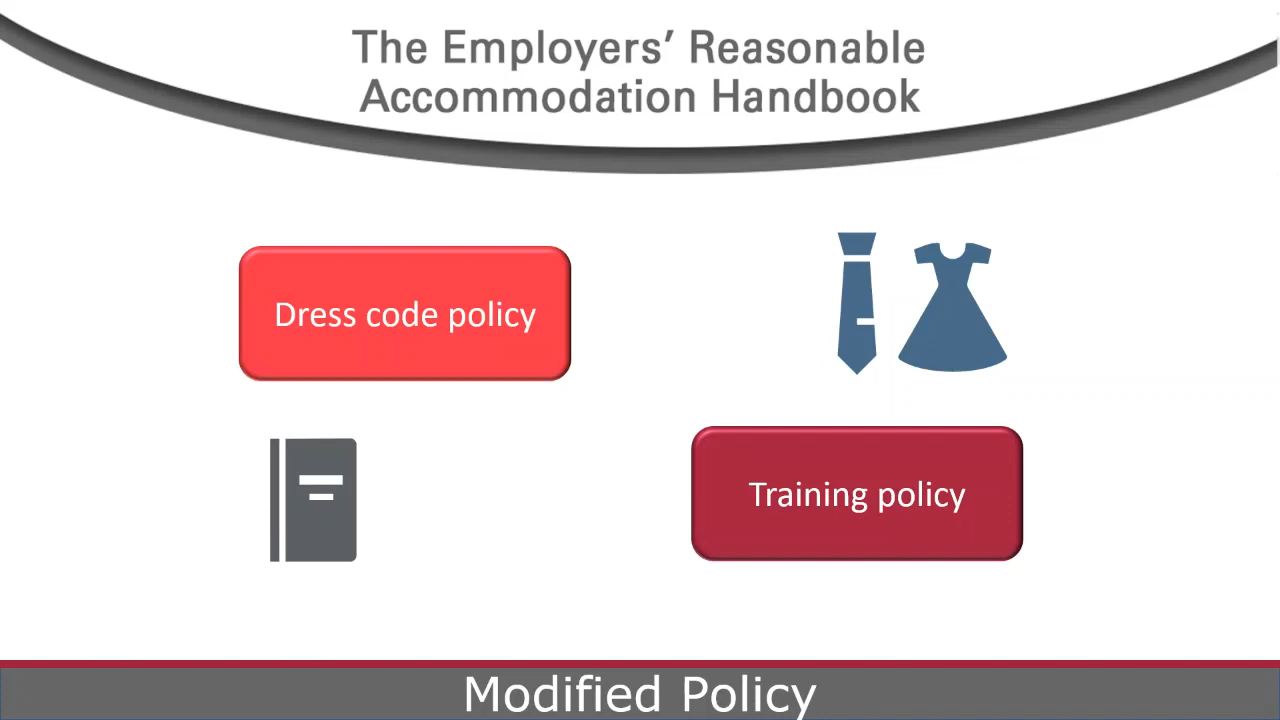 The Employers’ Reasonable
Accommodation Handbook
Dress code policy
Training policy
Modified Policy